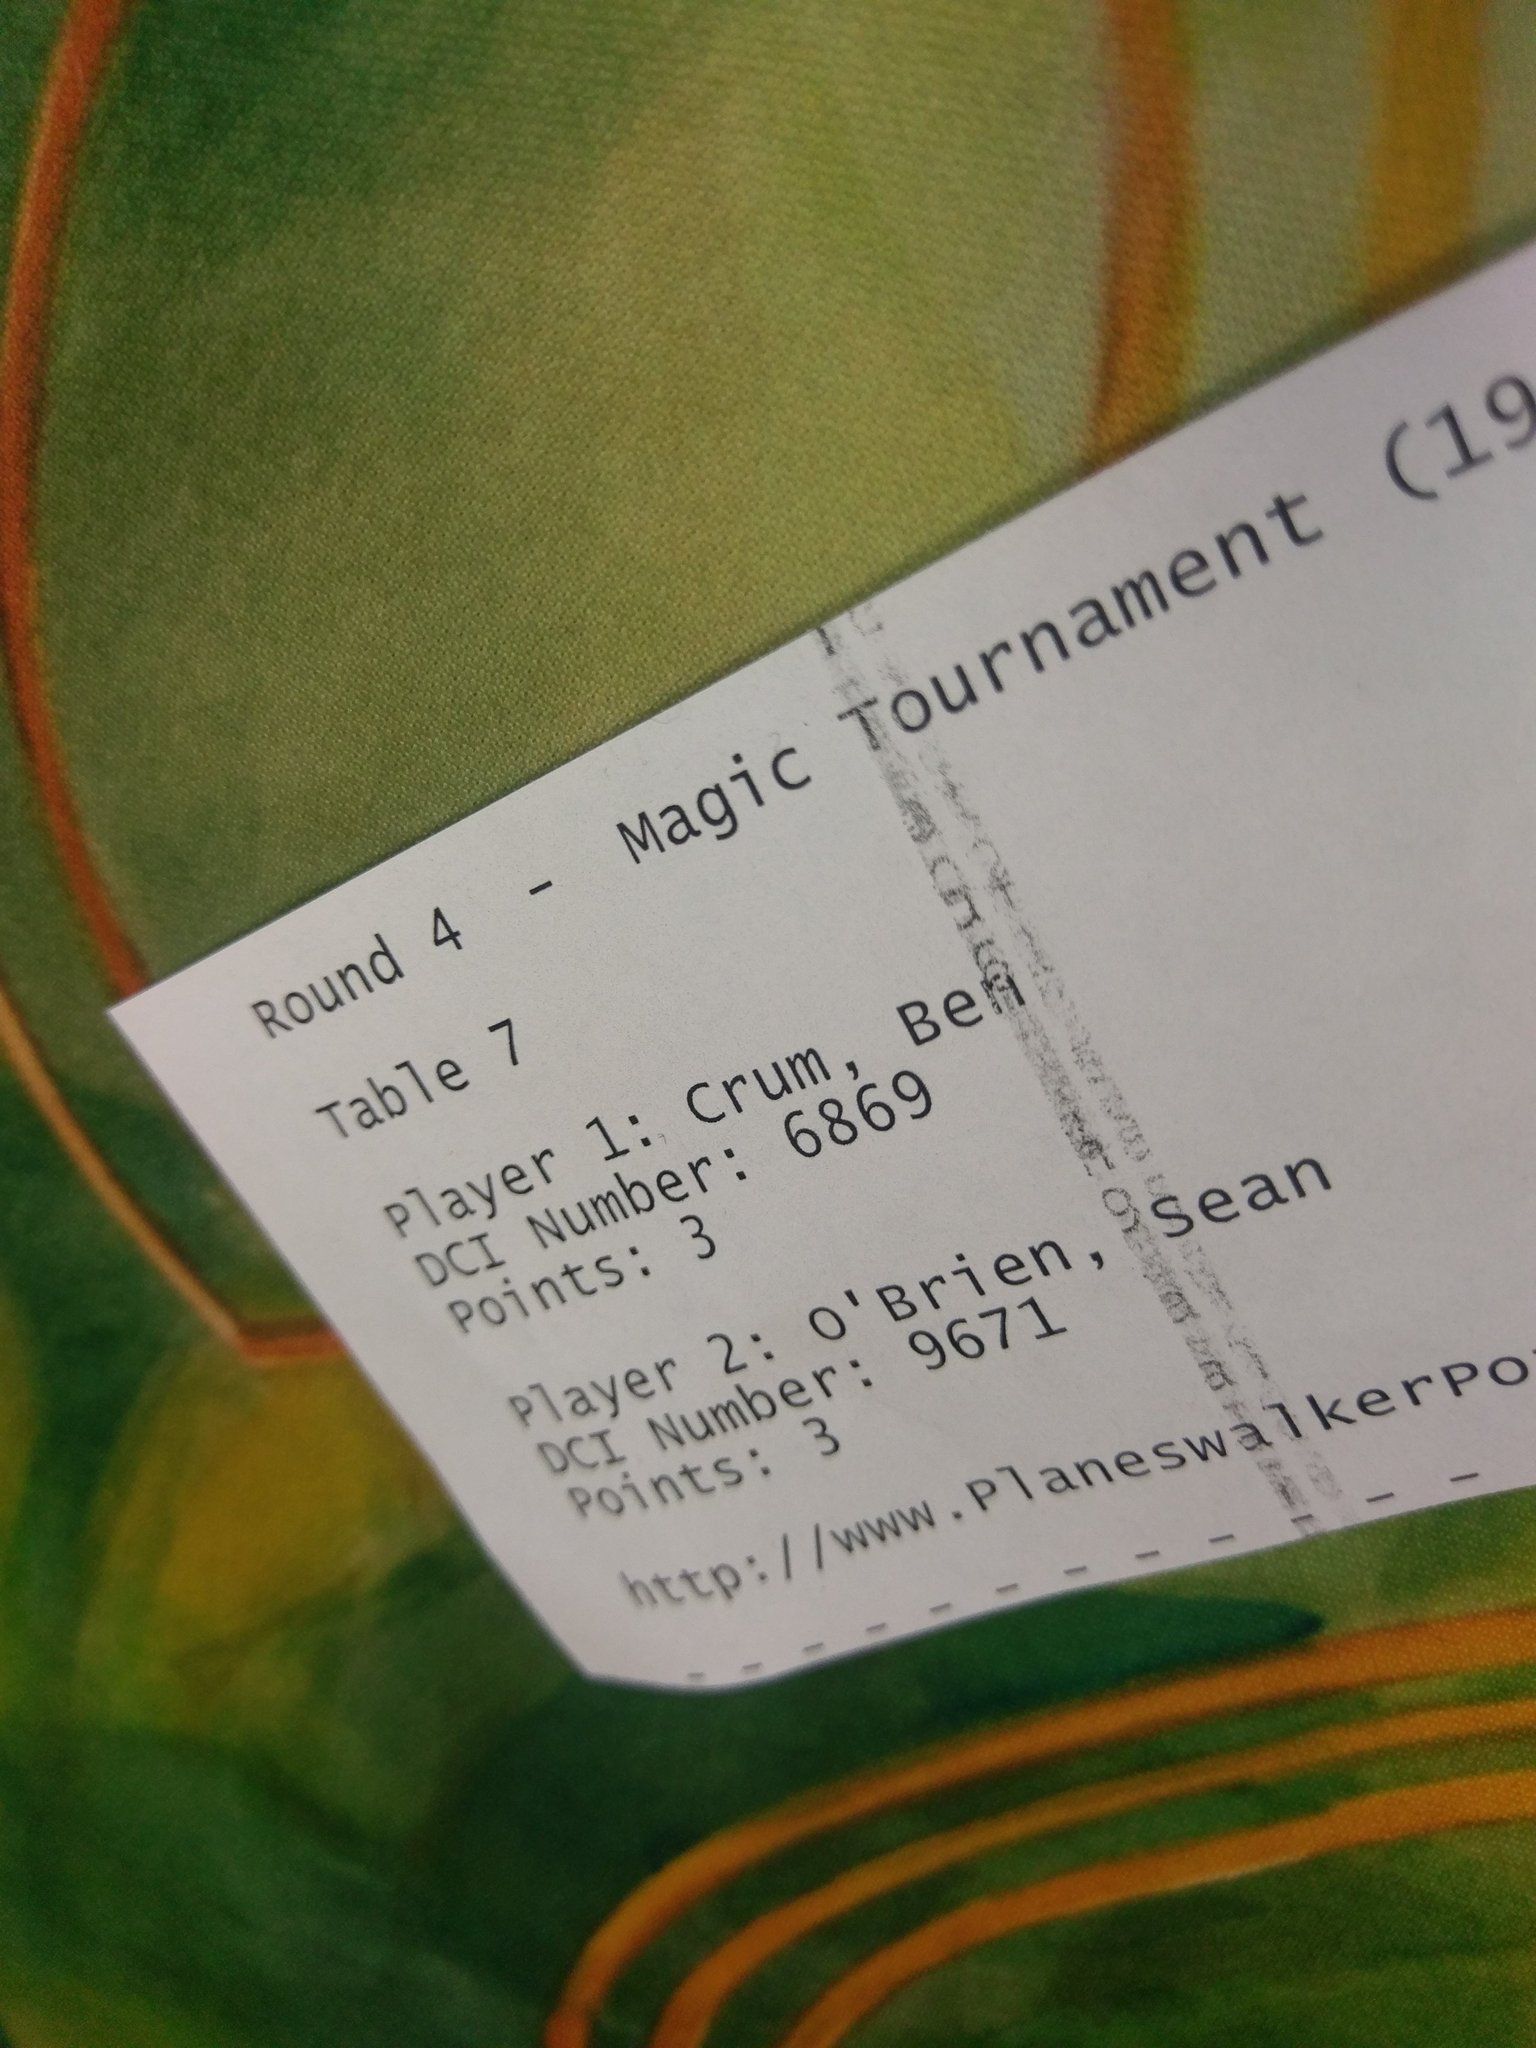 Round 4 - Magic Tournament (19
Table 7
Player 1: Crum, Ben
DCI Number: 6869
Points: 3
Player 2: O'Brien, Sean
DCI Number: 9671
Points: 3
http://www.PlaneswalkerPo
- - - - - - - - - - -